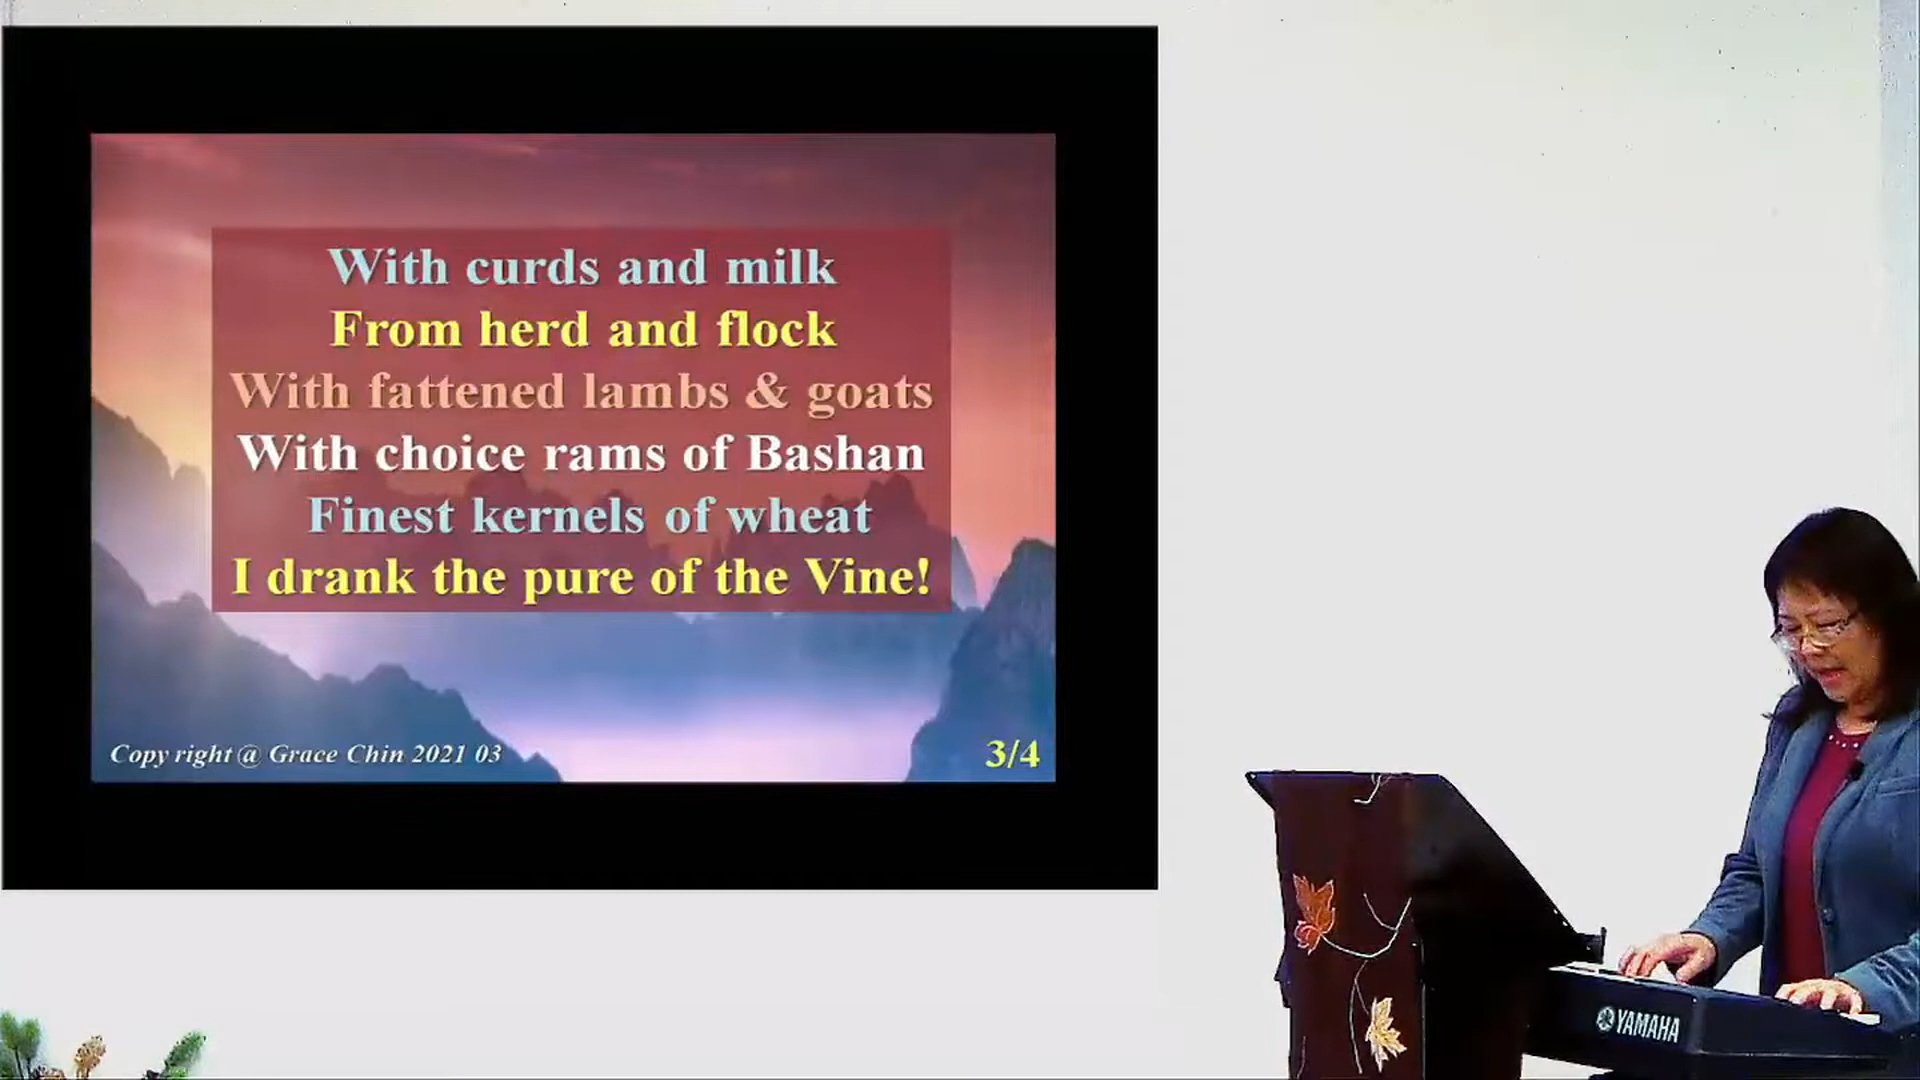 With curds and milk
From herd and flock
With fattened lambs & goats
With choice rams of Bashan
Finest kernels of wheat
I drank the pure of the Vine!
Copy right @ Grace Chin 2021 03
3/4
YAMAHA